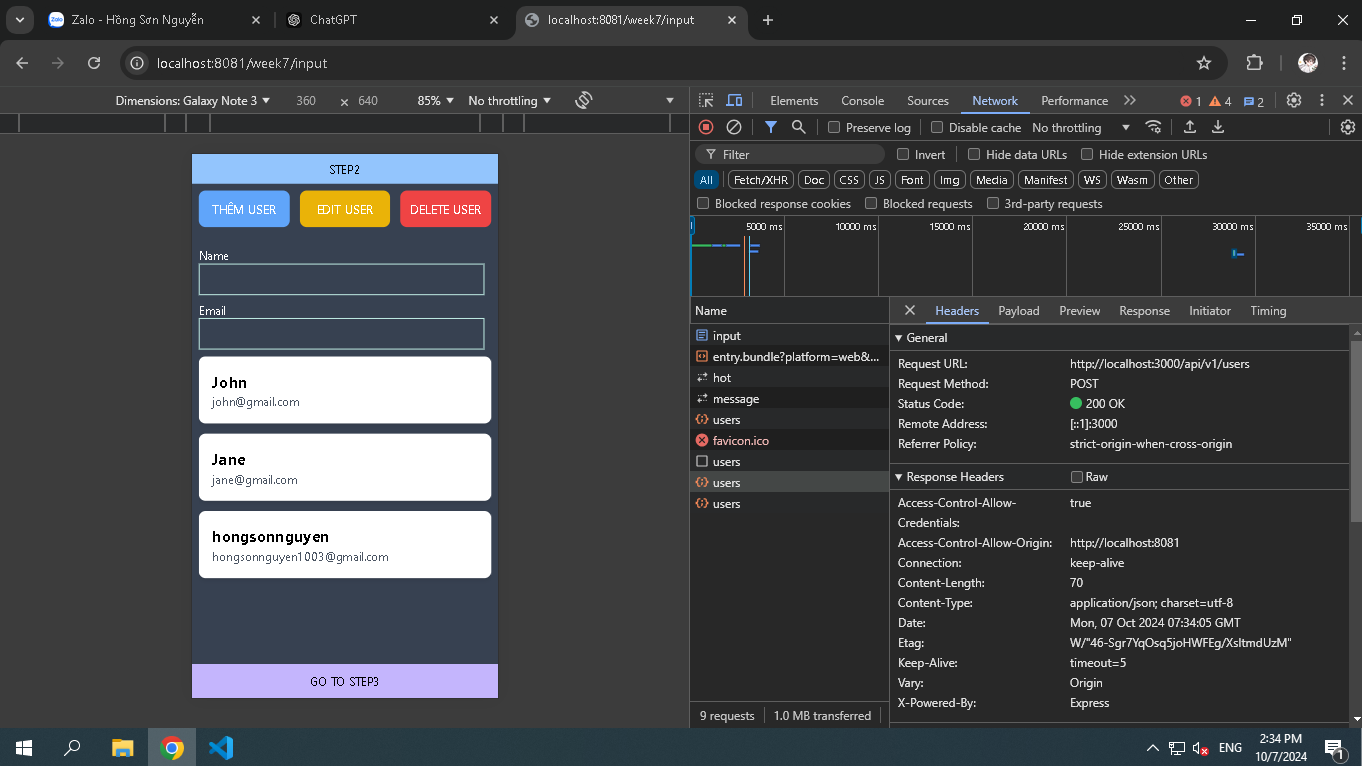 Zalo - Hồng Sơn Nguyễn
ChatGPT
localhost:8081/week7/input
localhost:8081/week7/input
Dimensions: Galaxy Note 3
360 × 640
85%
No throttling
Elements Console Sources Network Performance
1 4 2
Preserve log Disable cache No throttling
Filter Invert Hide data URLs Hide extension URLs
All Fetch/XHR Doc CSS JS Font Img Media Manifest WS Wasm Other
Blocked response cookies Blocked requests 3rd-party requests
5000 ms 10000 ms 15000 ms 20000 ms 25000 ms 30000 ms 35000 ms
STEP2
THÊM USER EDIT USER DELETE USER
Name
Email
John
john@gmail.com
Jane
jane@gmail.com
hongsonnguyen
hongsonnguyen1003@gmail.com
GO TO STEP3
Name
input
entry.bundle?platform=web&...
hot
message
users
favicon.ico
users
users
users
9 requests 1.0 MB transferred
Headers Payload Preview Response Initiator Timing
General
Request URL: http://localhost:3000/api/v1/users
Request Method: POST
Status Code: 200 OK
Remote Address: [::1]:3000
Referrer Policy: strict-origin-when-cross-origin
Response Headers Raw
Access-Control-Allow- true
Credentials:
Access-Control-Allow-Origin: http://localhost:8081
Connection: keep-alive
Content-Length: 70
Content-Type: application/json; charset=utf-8
Date: Mon, 07 Oct 2024 07:34:05 GMT
Etag: W/"46-Sgr7YqOsq5joHWFEg/XsItmdUzM"
Keep-Alive: timeout=5
Vary: Origin
X-Powered-By: Express
ENG
2:34 PM
10/7/2024
1